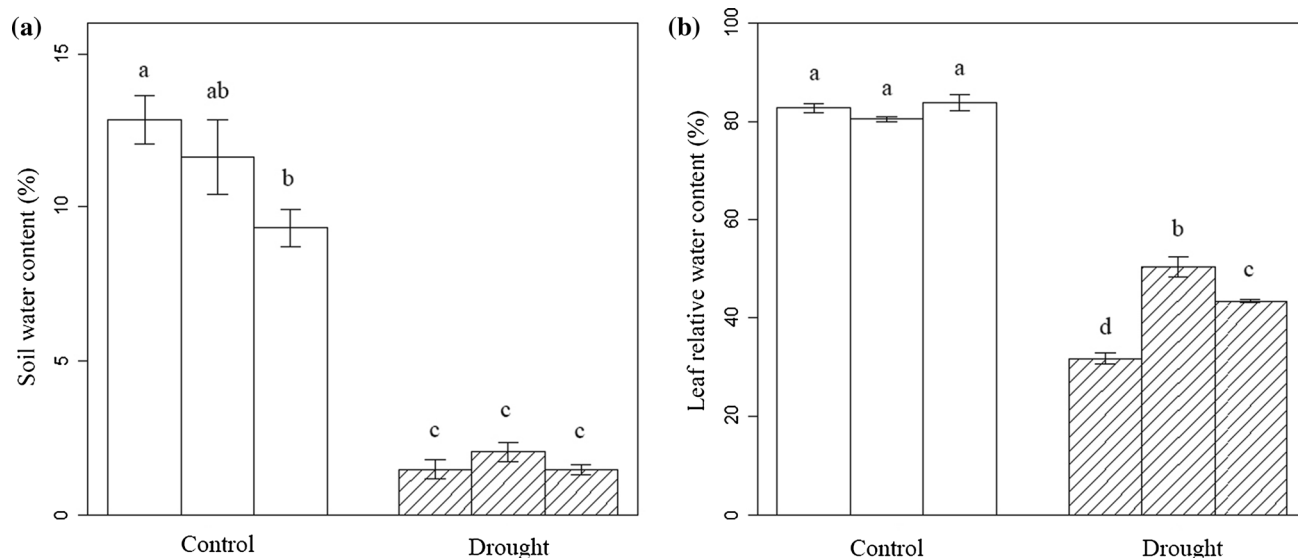 (a)
Soil water content (%)
15
10
5
0
a
ab
b
c
c
c
Control
Drought
(b)
Leaf relative water content (%)
100
80
60
40
20
0
a
a
a
d
b
c
Control
Drought